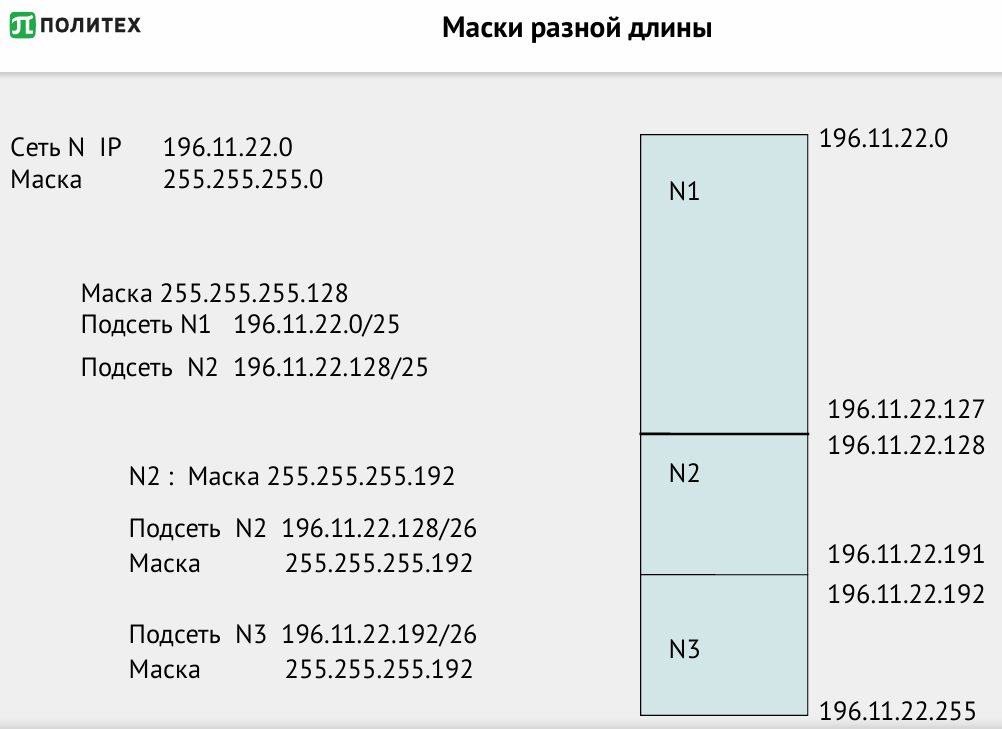 ПОЛИТЕХ
Маски разной длины
Сеть N IP 196.11.22.0
Маска 255.255.255.0
Маска 255.255.255.128
Подсеть N1 196.11.22.0/25
Подсеть N2 196.11.22.128/25
N2 : Маска 255.255.255.192
Подсеть N2 196.11.22.128/26
Маска 255.255.255.192
Подсеть N3 196.11.22.192/26
Маска 255.255.255.192
196.11.22.0
N1
196.11.22.127
196.11.22.128
N2
196.11.22.191
196.11.22.192
N3
196.11.22.255